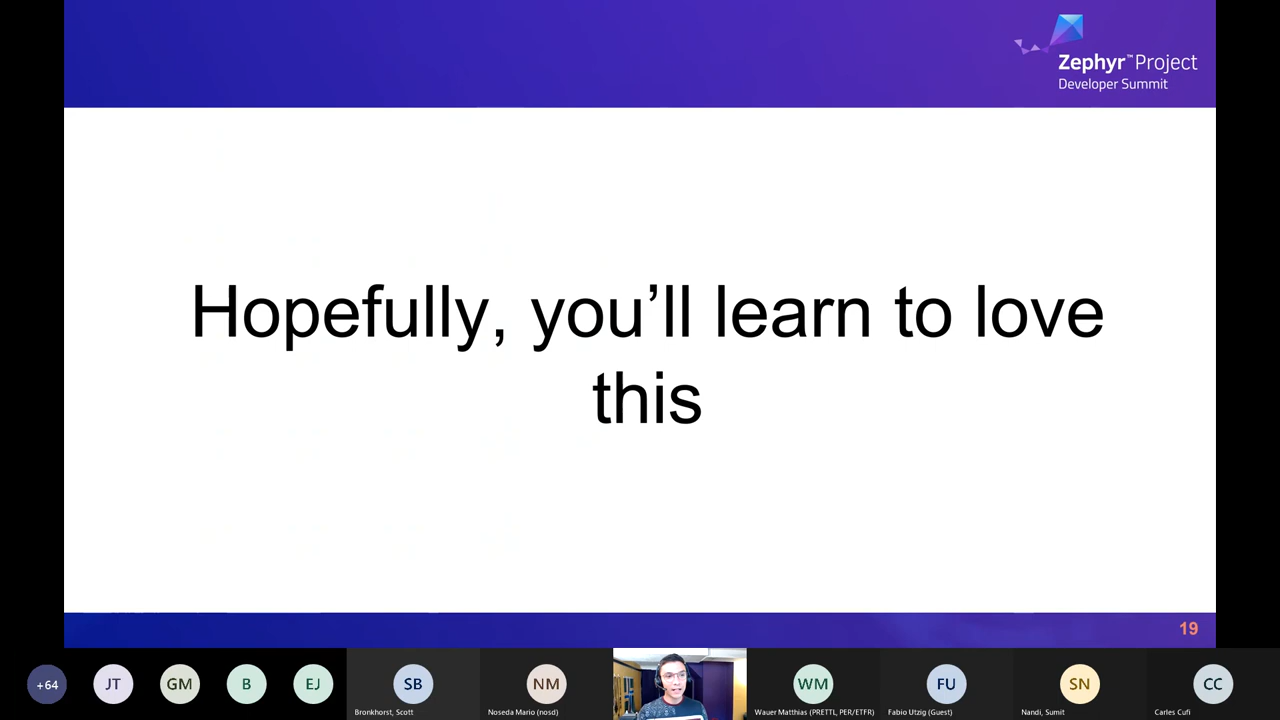 Zephyr™Project
Developer Summit
Hopefully, you’ll learn to love
this
19
+64
JT
GM
B
EJ
SB
NM
WM
FU
SN
CC
Bronkhorst, Scott
Noseda Mario (nosd)
Wauer Matthias (PRETTL, PER/ETFR)
Fabio Utzig (Guest)
Nandi, Sumit
Carles Cufi